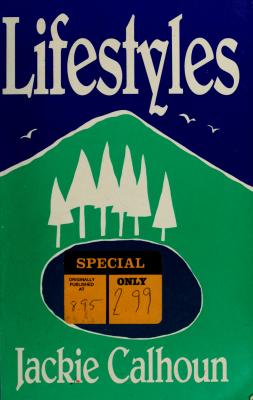 Lifestyles
SPECIAL
ORIGINALLY
PUBLISHED
AT
ONLY
8.95
2.99
Jackie Calhoun